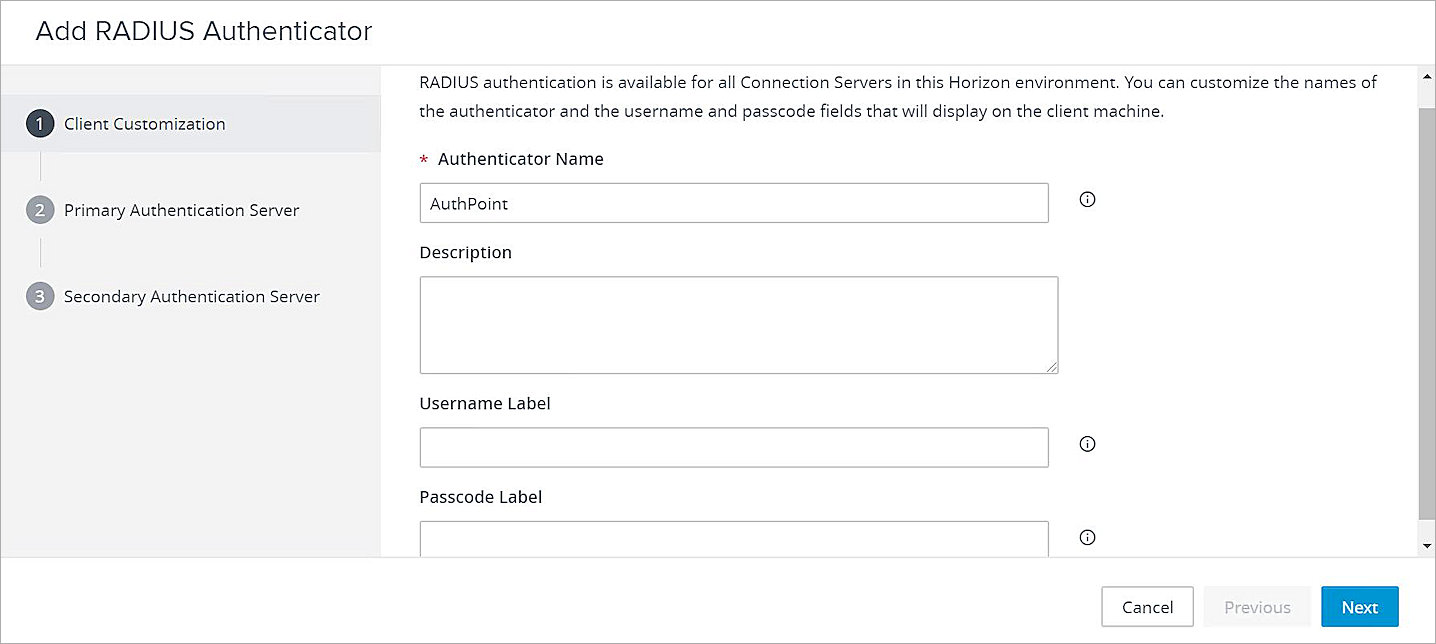 Add RADIUS Authenticator
1 Client Customization
2 Primary Authentication Server
3 Secondary Authentication Server
RADIUS authentication is available for all Connection Servers in this Horizon environment. You can customize the names of
the authenticator and the username and passcode fields that will display on the client machine.
* Authenticator Name
AuthPoint
Description
Username Label
Passcode Label
Cancel
Previous
Next